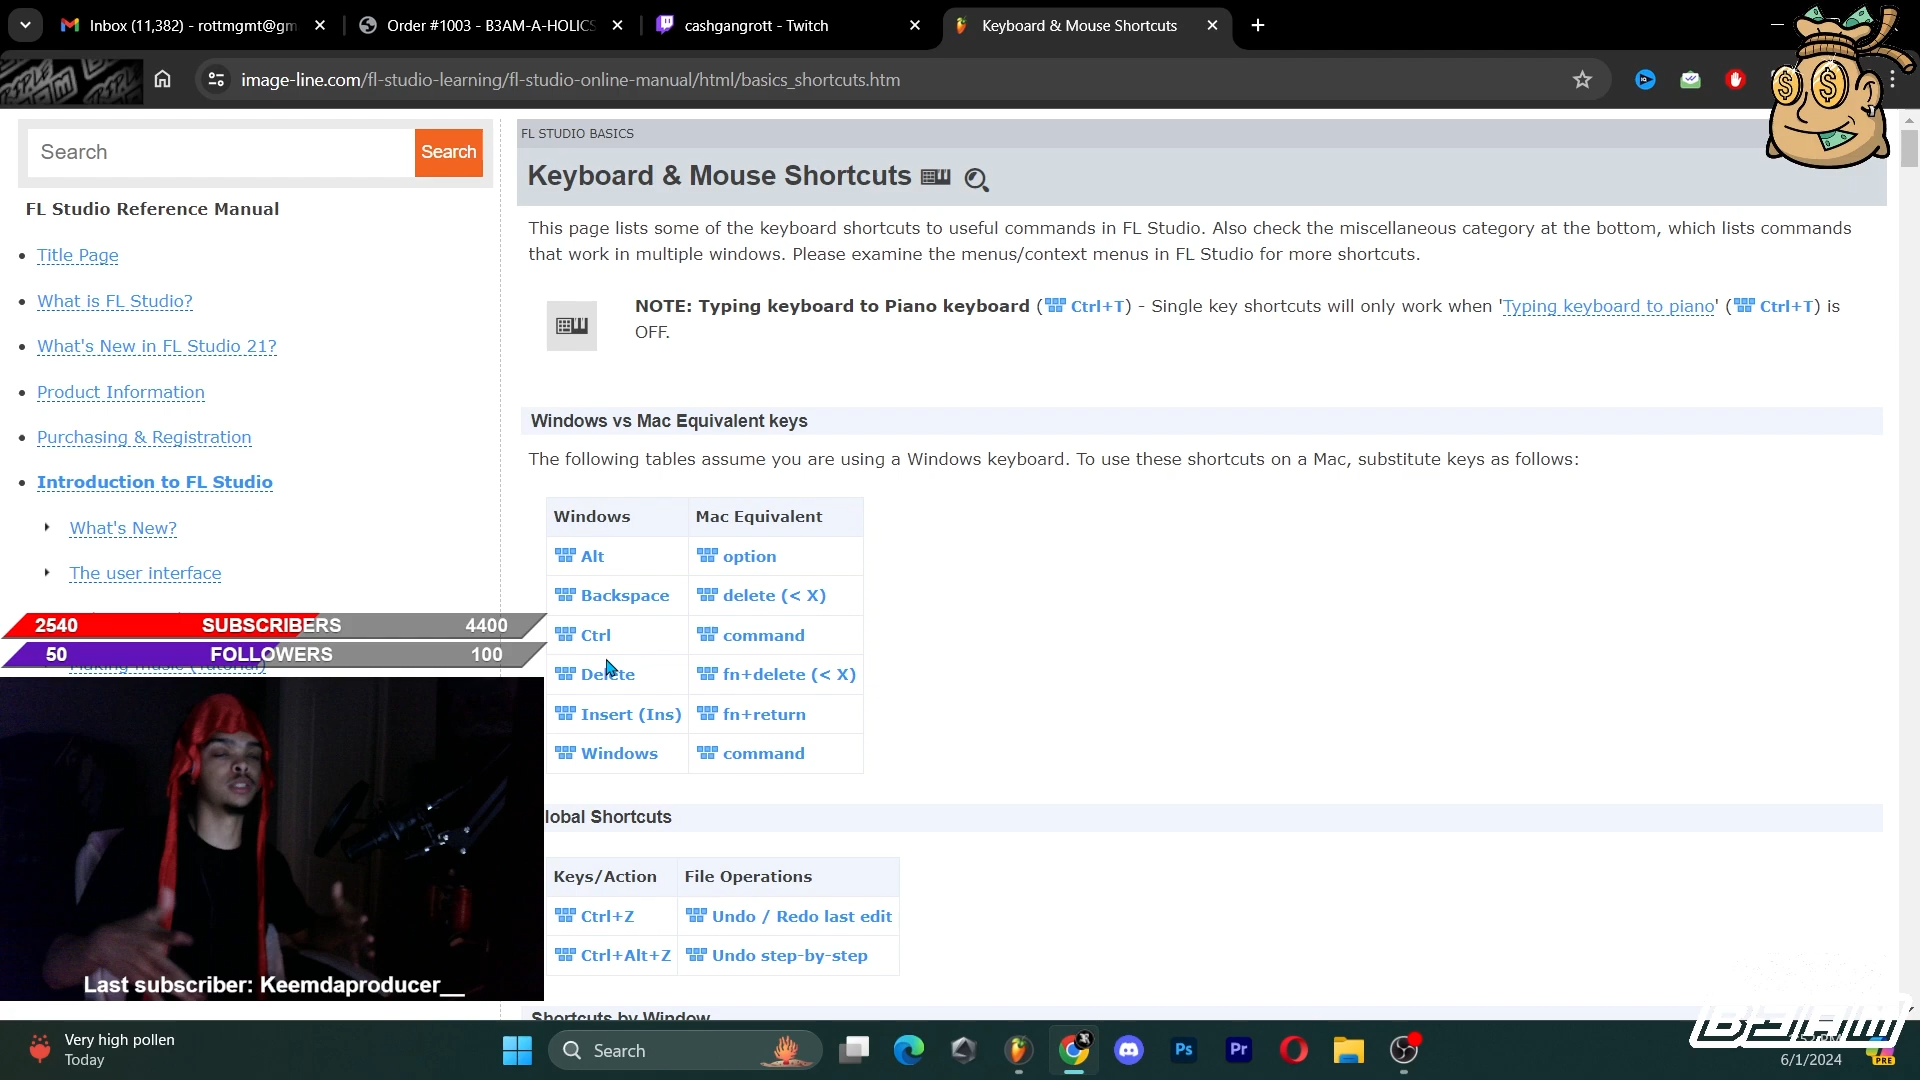 Inbox (11,382) - rottmgmt@gm
Order #1003 - B3AM-A-HOLICS
cashgangrott - Twitch
Keyboard & Mouse Shortcuts
image-line.com/fl-studio-learning/fl-studio-online-manual/html/basics_shortcuts.htm
Search
Search
FL Studio Reference Manual
Title Page
What is FL Studio?
What's New in FL Studio 21?
Product Information
Purchasing & Registration
Introduction to FL Studio
What's New?
The user interface
2540 SUBSCRIBERS 4400
50 FOLLOWERS 100
Making music (Tutorial)
Last subscriber: Keemdaproducer__
FL STUDIO BASICS
Keyboard & Mouse Shortcuts
This page lists some of the keyboard shortcuts to useful commands in FL Studio. Also check the miscellaneous category at the bottom, which lists commands
that work in multiple windows. Please examine the menus/context menus in FL Studio for more shortcuts.
NOTE: Typing keyboard to Piano keyboard (Ctrl+T) - Single key shortcuts will only work when 'Typing keyboard to piano' (Ctrl+T) is
OFF.
Windows vs Mac Equivalent keys
The following tables assume you are using a Windows keyboard. To use these shortcuts on a Mac, substitute keys as follows:
Windows Mac Equivalent
Alt option
Backspace delete (< X)
Ctrl command
Delete fn+delete (< X)
Insert (Ins) fn+return
Windows command
lobal Shortcuts
Keys/Action File Operations
Ctrl+Z Undo / Redo last edit
Ctrl+Alt+Z Undo step-by-step
Shortcuts by Window
Very high pollen
Today
Search
Ps
Pr
B3AM
6/1/2024
PRE